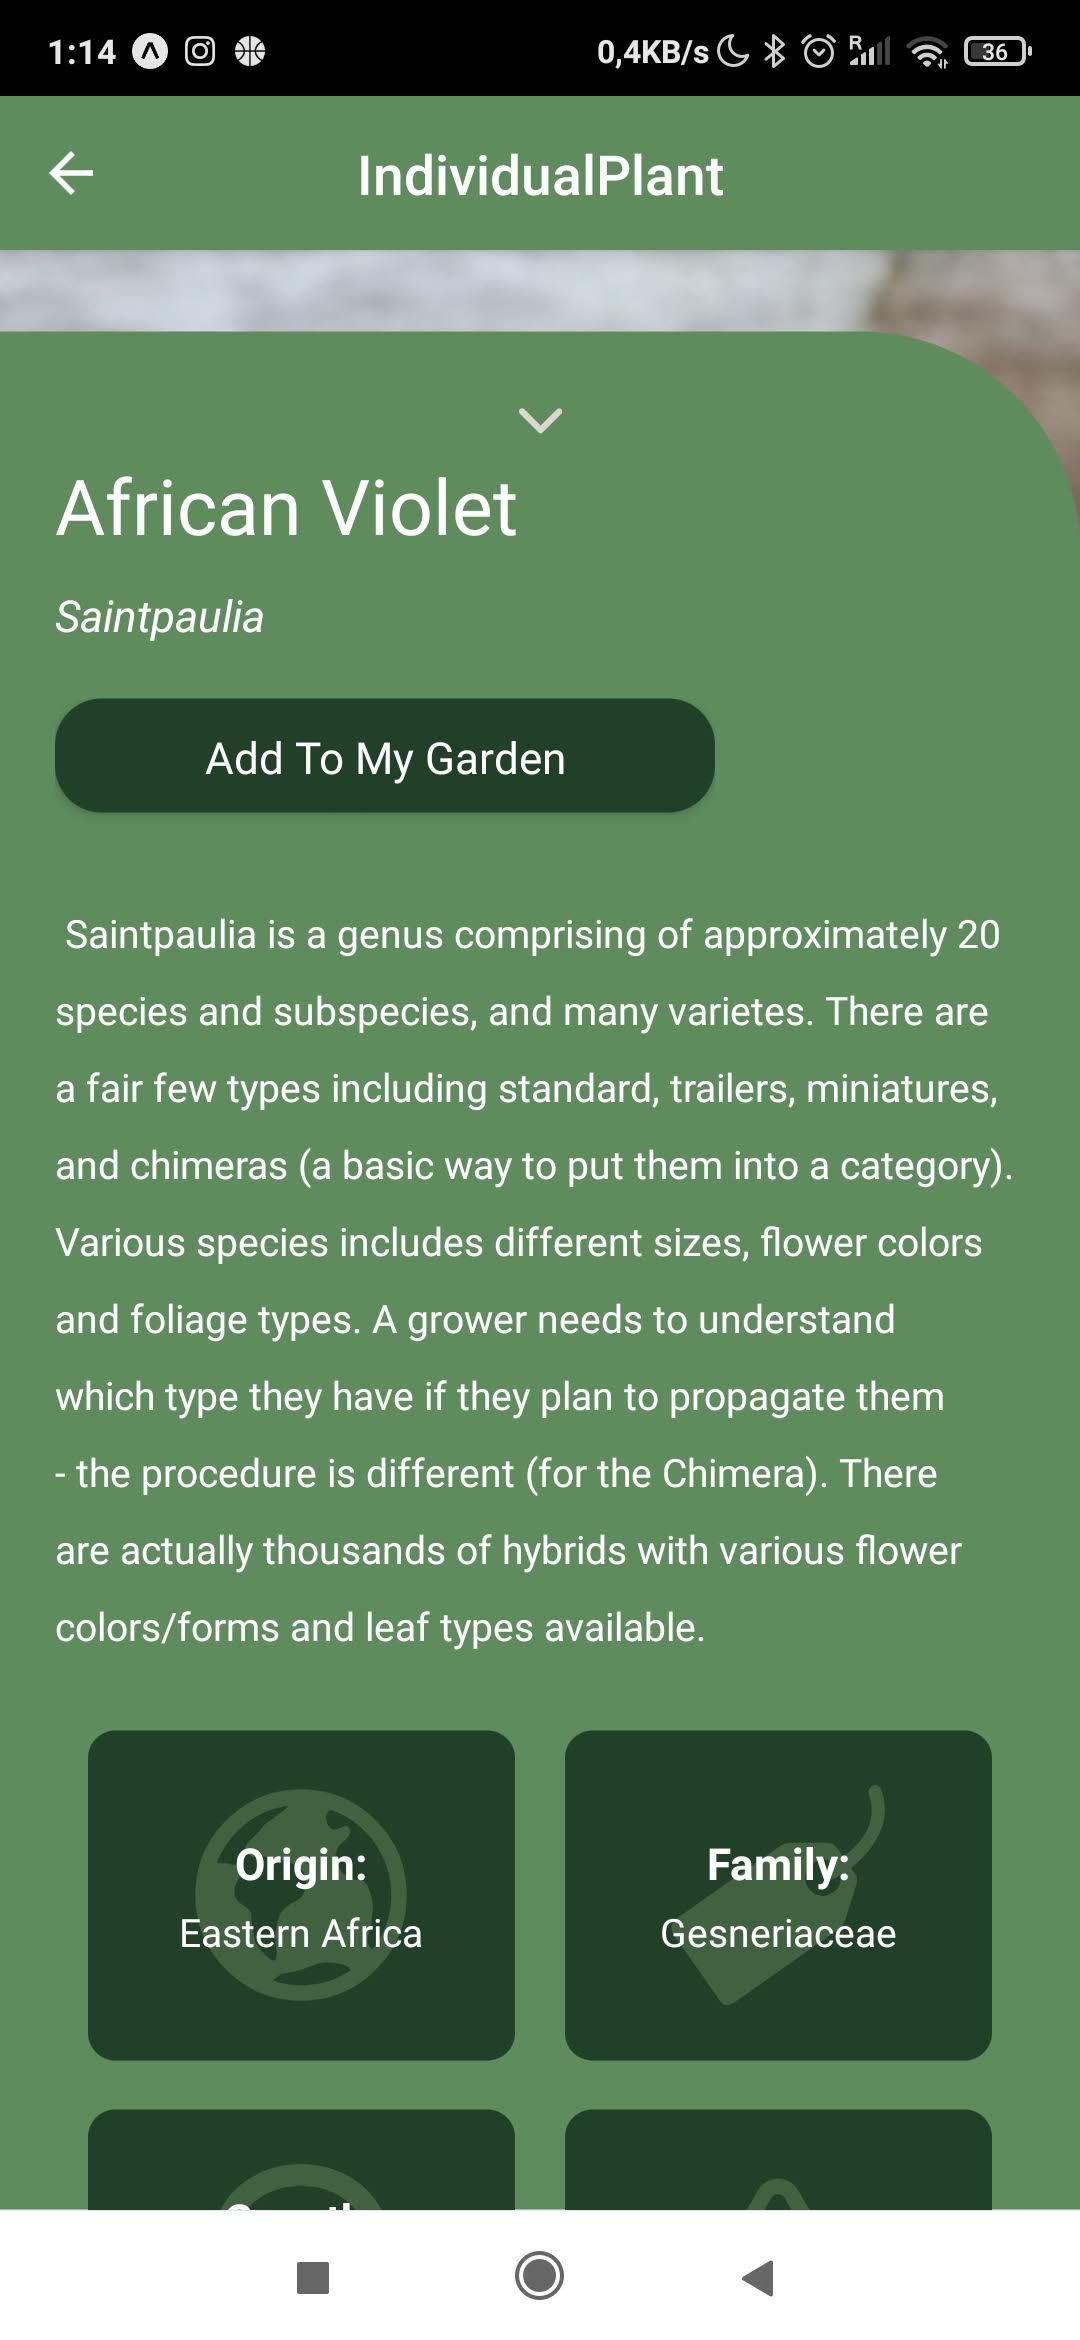 1:14 0,4KB/s R 36
IndividualPlant
African Violet
Saintpaulia
Add To My Garden
Saintpaulia is a genus comprising of approximately 20
species and subspecies, and many varietes. There are
a fair few types including standard, trailers, miniatures,
and chimeras (a basic way to put them into a category).
Various species includes different sizes, flower colors
and foliage types. A grower needs to understand
which type they have if they plan to propagate them
- the procedure is different (for the Chimera). There
are actually thousands of hybrids with various flower
colors/forms and leaf types available.
Origin:
Eastern Africa
Family:
Gesneriaceae